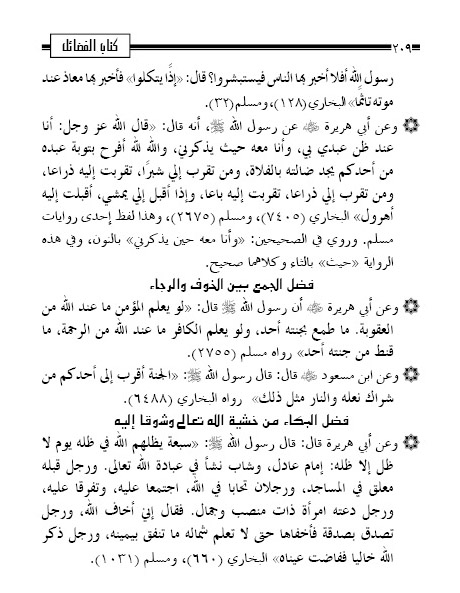 كتاب الفضائل
٢٠٩
رسول الله أفلا أخبر بها الناس فيستبشروا؟ قال: «إذًا يتكلوا» فأخبر بها معاذ عند
موته تأثما» البخاري (١٢٨)، ومسلم (٣٢).
وعن أبي هريرة ﷺ عن رسول الله ﷺ، أنه قال: «قال الله عز وجل: أنا
عند ظن عبدي بي، وأنا معه حيث يذكرني، والله لله أفرح بتوبة عبده
من أحدكم يجد ضالته بالفلاة، ومن تقرب إلي شبرًا، تقربت إليه ذراعا،
ومن تقرب إلي ذراعا، تقربت إليه باعا، وإذا أقبل إلي يمشي، أقبلت إليه
أهرول» البخاري (٧٤٠٥)، ومسلم (٢٦٧٥)، وهذا لفظ إحدى روايات
مسلم. وروي في الصحيحين: «وأنا معه حين يذكرني» بالنون، وفي هذه
الرواية «حيث» بالثاء وكلاهما صحيح.
فضل الجمع بين الخوف والرجاء
وعن أبي هريرة ﷺ أن رسول الله ﷺ قال: «لو يعلم المؤمن ما عند الله من
العقوبة. ما طمع بجنته أحد، ولو يعلم الكافر ما عند الله من الرحمة، ما
قنط من جنته أحد» رواه مسلم (٢٧٥٥).
وعن ابن مسعود ﷺ قال: قال رسول الله ﷺ: «الجنة أقرب إلى أحدكم من
شراك نعله والنار مثل ذلك» رواه البخاري (٦٤٨٨).
فضل البكاء من خشية الله تعالى وشوقا إليه
وعن أبي هريرة قال: قال رسول الله ﷺ: «سبعة يظلهم الله في ظله يوم لا
ظل إلا ظله: إمام عادل، وشاب نشأ في عبادة الله تعالى. ورجل قبله
معلق في المساجد، ورجلان تحابا في الله، اجتمعا عليه، وتفرقا عليه،
ورجل دعته امرأة ذات منصب وجمال. فقال إني أخاف الله، ورجل
تصدق بصدقة فأخفاها حتى لا تعلم شماله ما تنفق بيمينه، ورجل ذكر
الله خاليا ففاضت عيناه» البخاري (٦٦٠)، ومسلم (١٠٣١).